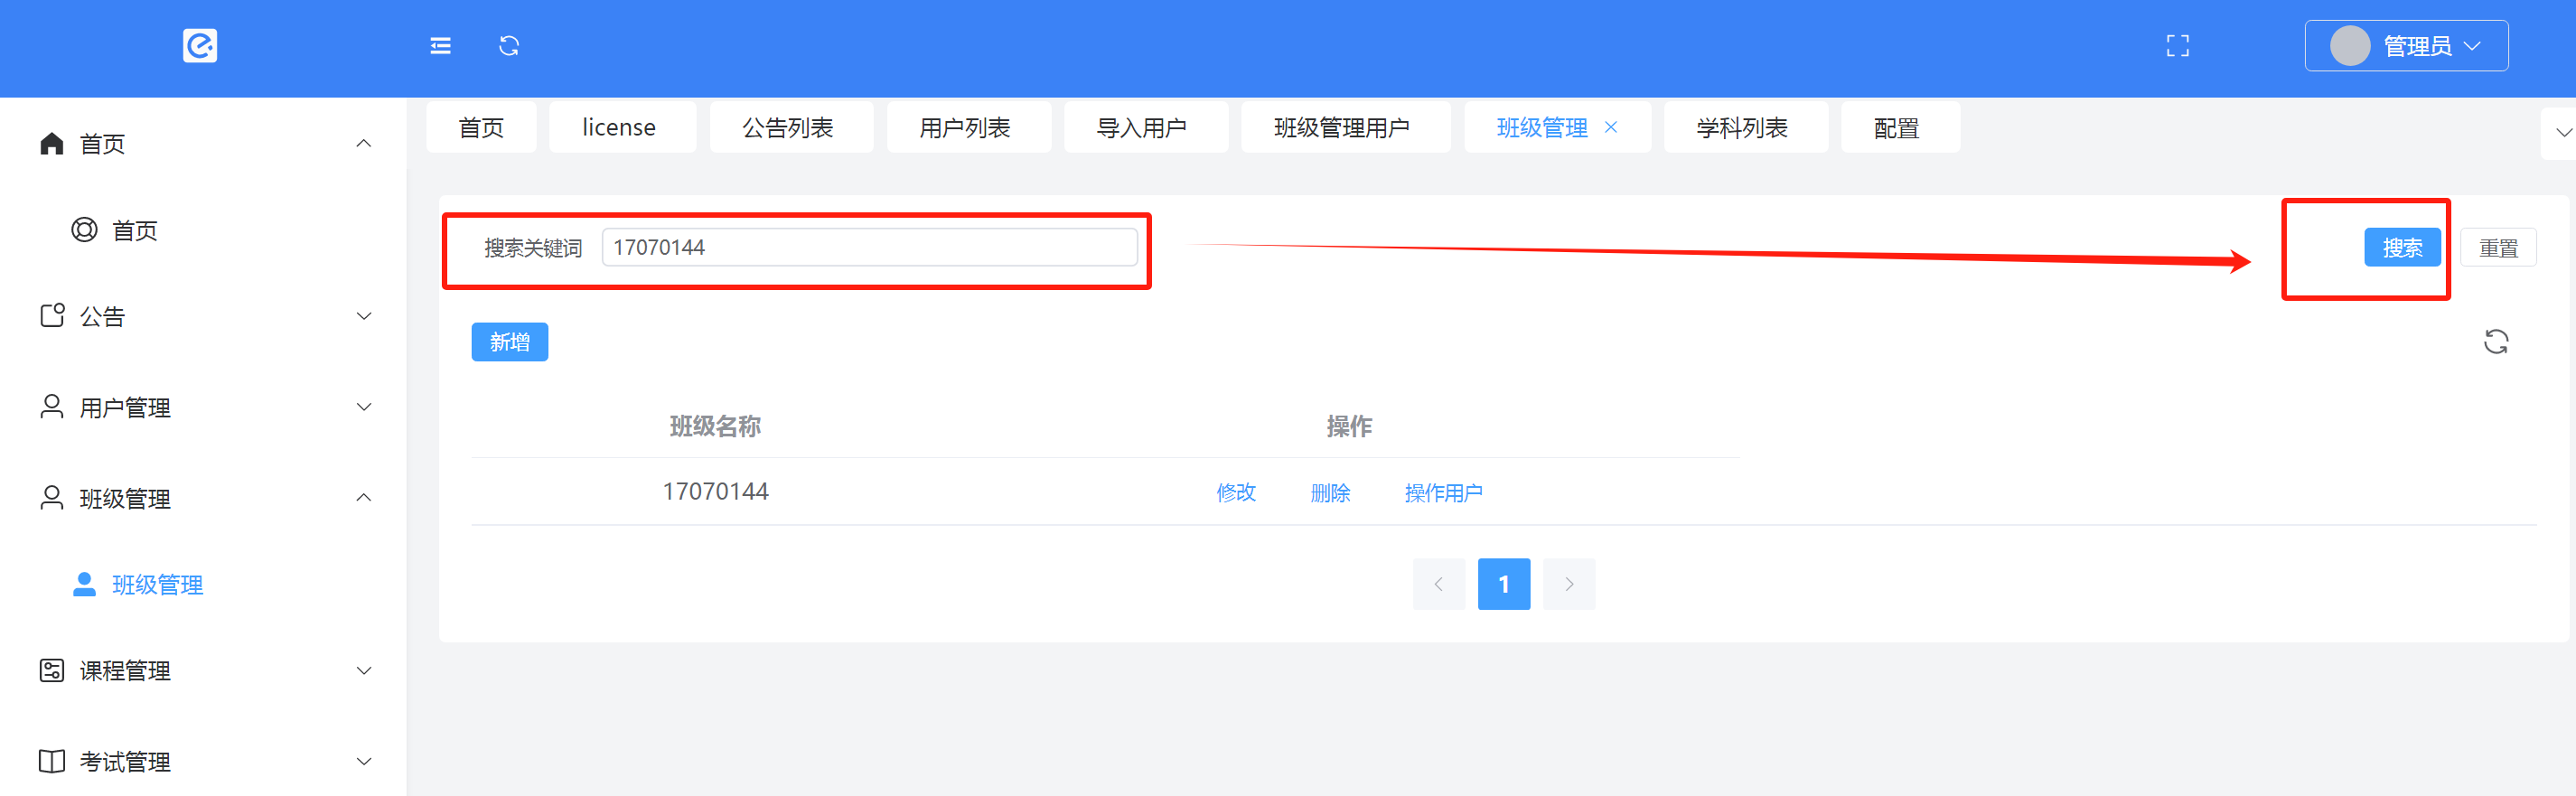 管理员
首页
首页
公告
用户管理
班级管理
班级管理
课程管理
考试管理
首页 license 公告列表 用户列表 导入用户 班级管理用户 班级管理 学科列表 配置
搜索关键词 17070144 搜索 重置
新增
班级名称 操作
17070144 修改 删除 操作用户
1